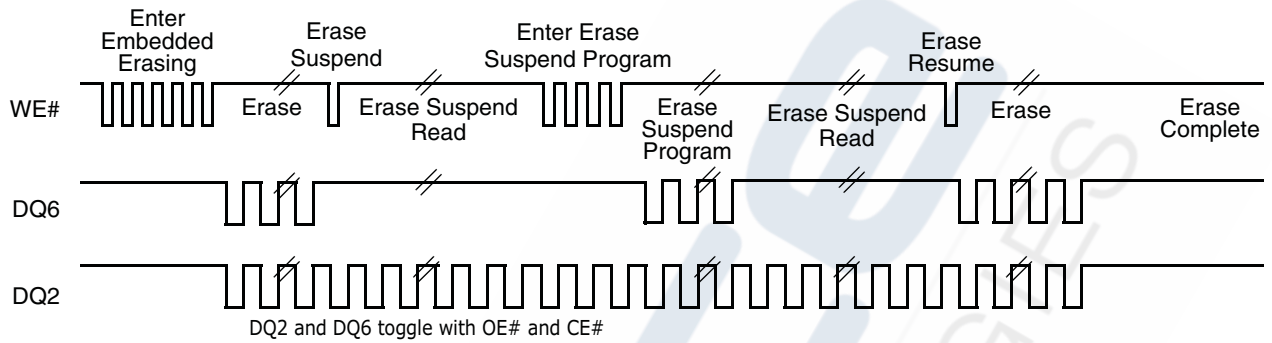 Enter
Embedded
Erasing
Erase
Suspend
Enter Erase
Suspend Program
Erase
Resume
WE#
Erase
Erase Suspend
Read
Erase
Suspend
Program
Erase Suspend
Read
Erase
Erase
Complete
DQ6
DQ2
DQ2 and DQ6 toggle with OE# and CE#